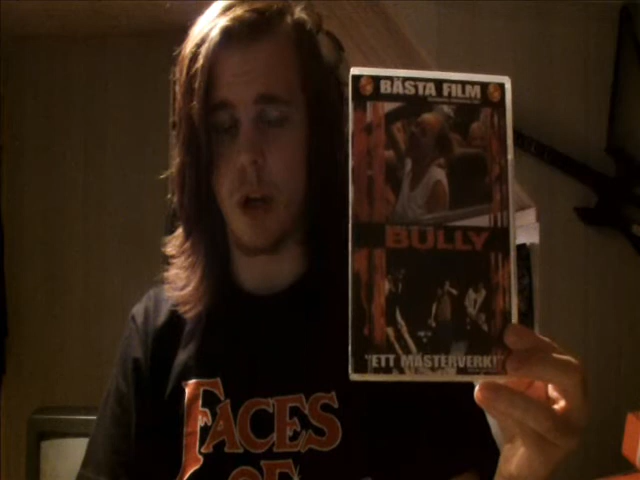 BÄSTA FILM
BULLY
"ETT MÄSTERVERK!"
FACES
OF